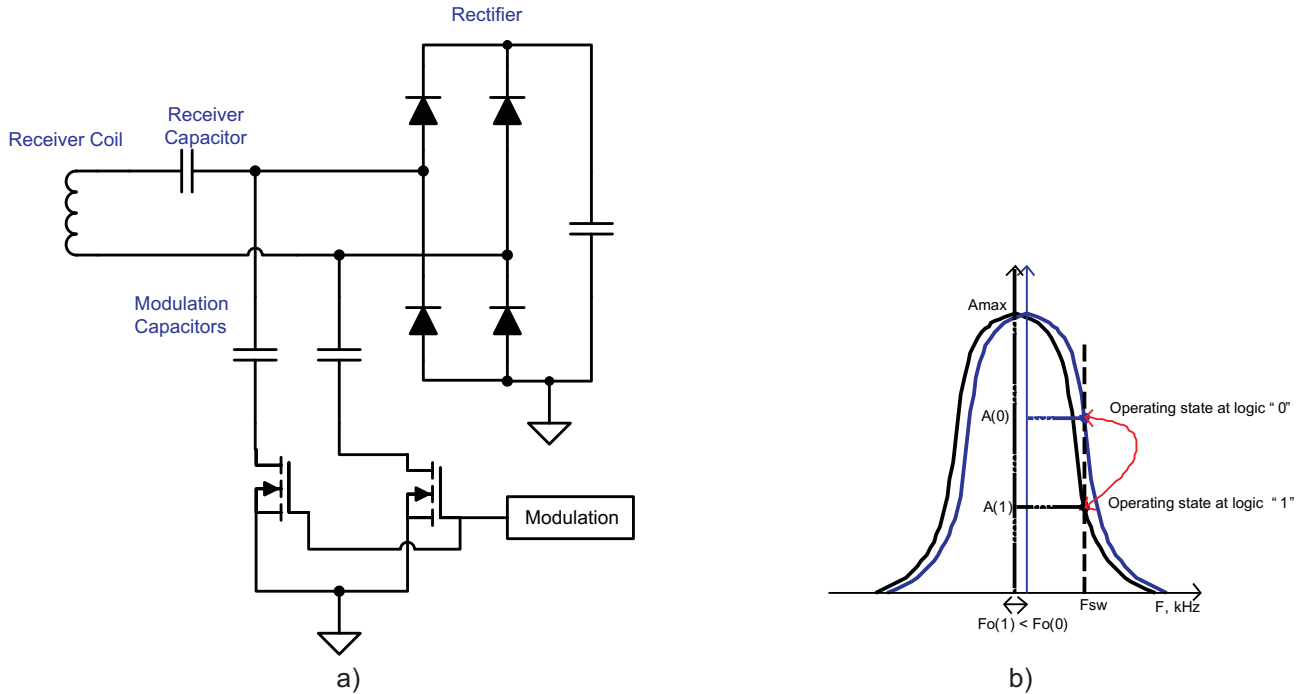 Rectifier
Receiver
Capacitor
Receiver Coil
Modulation
Capacitors
Modulation
a)
Amax
A(0)
Operating state at logic “ 0”
A(1)
Operating state at logic “ 1”
Fsw
F, kHz
Fo(1) < Fo(0)
b)